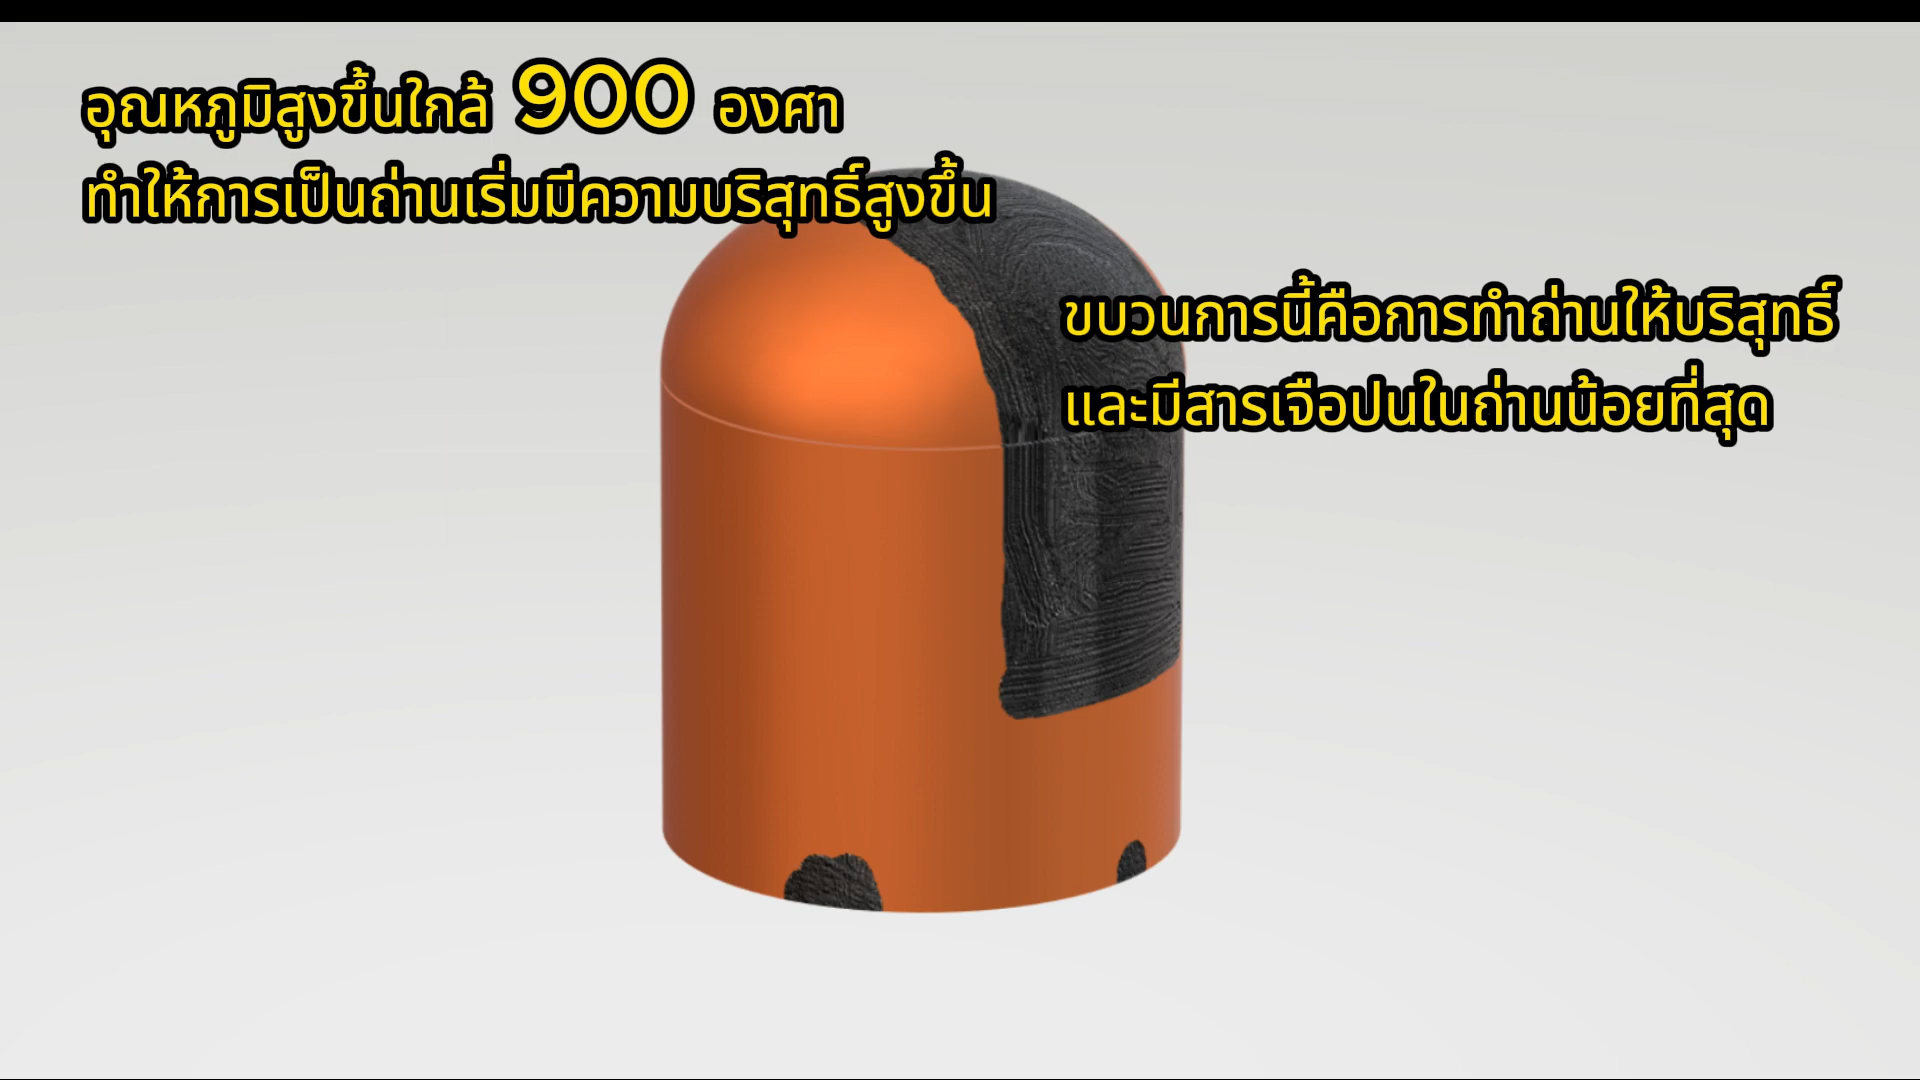 อุณหภูมิสูงขึ้นใกล้ 900 องศา
ทำให้การเป็นถ่านเริ่มมีความบริสุทธิ์สูงขึ้น
ขบวนการนี้คือการทำถ่านให้บริสุทธิ์
และมีสารเจือปนในถ่านน้อยที่สุด